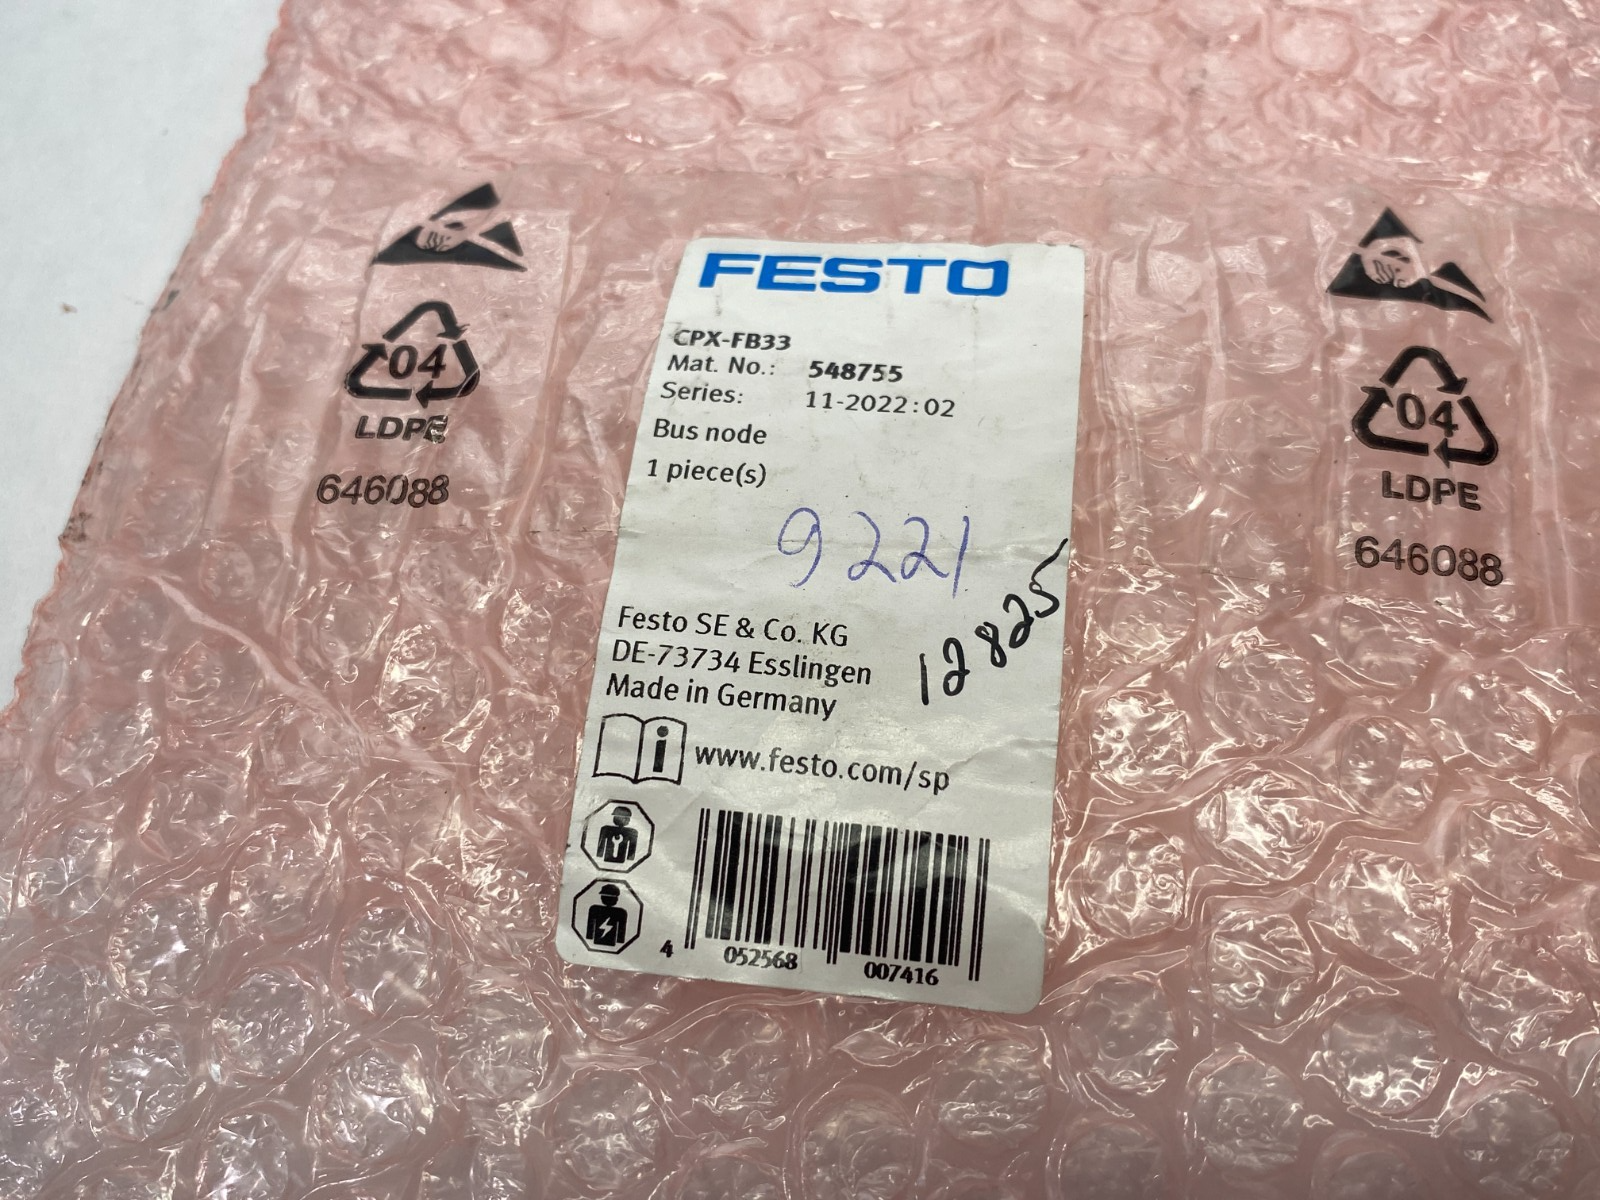 FESTO
CPX-FB33
Mat. No.: 548755
Series: 11-2022:02
Bus node
1 piece(s)
9221
12825
Festo SE & Co. KG
DE-73734 Esslingen
Made in Germany
i www.festo.com/sp
4 052568 007416
04
LDPE
646088
04
LDPE
646088